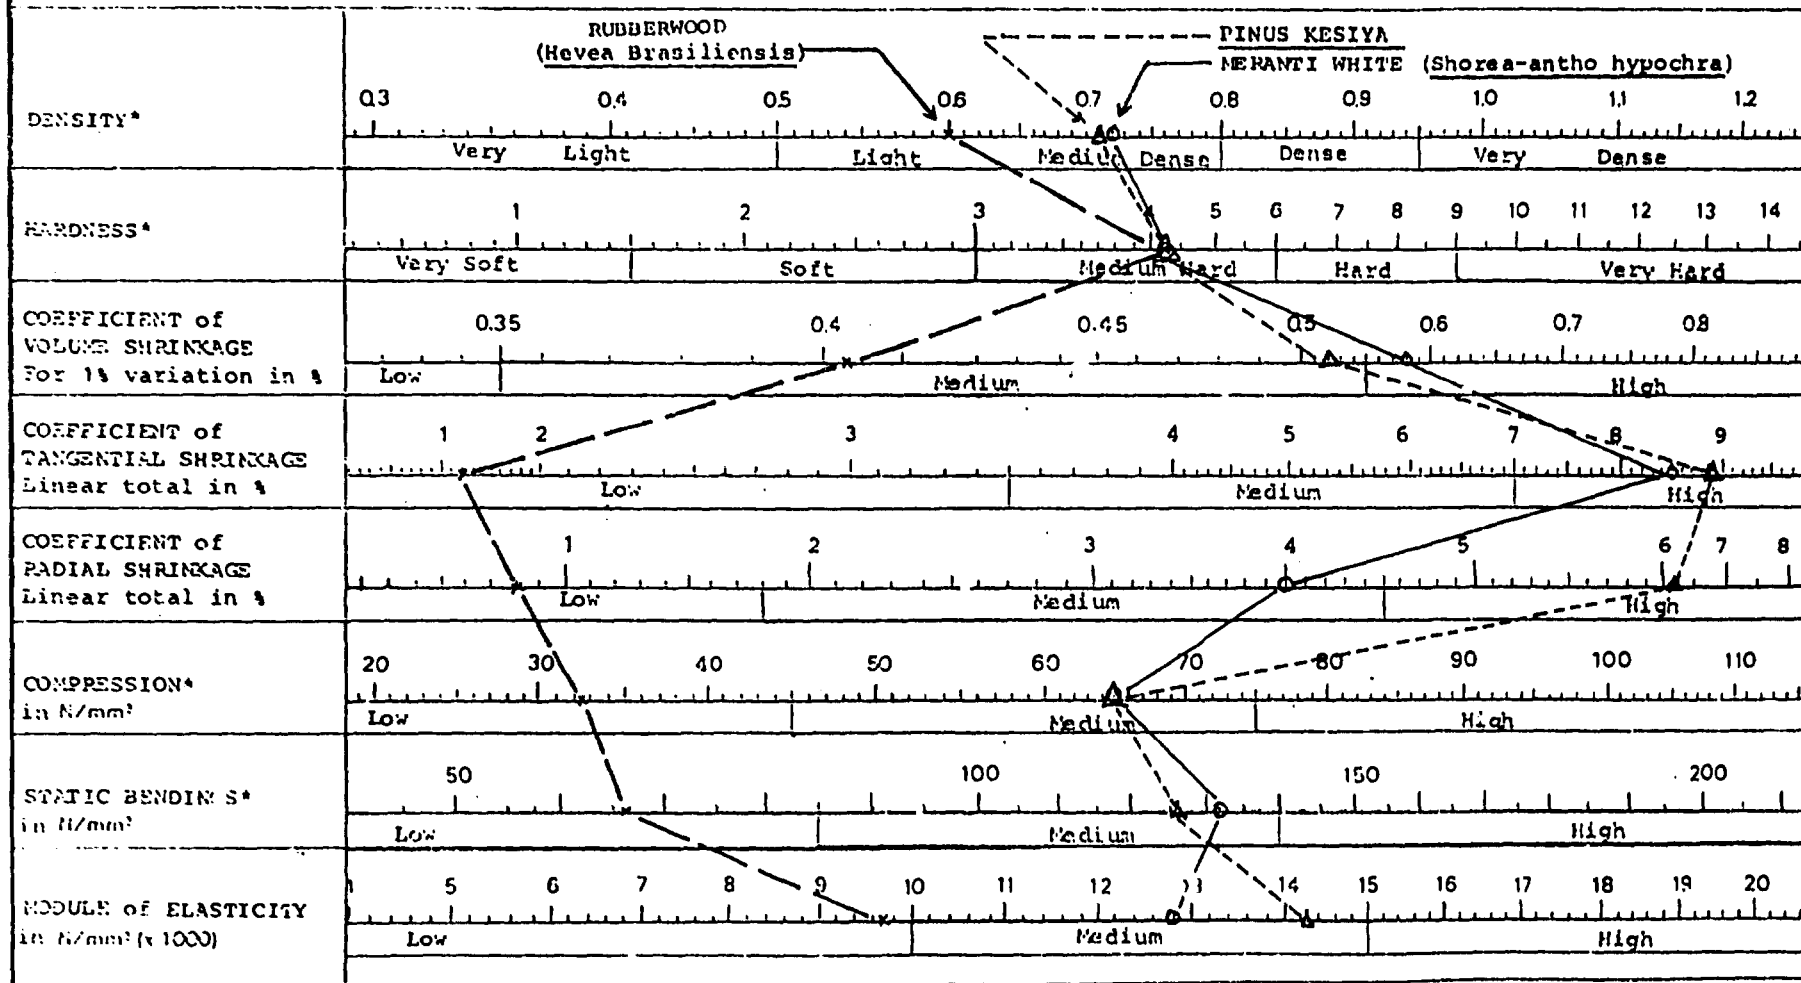 RUBBERWOOD
(Hevea Brasiliensis)
PINUS KESIYA
MERANTI WHITE (Shorea-antho hypochra)
DENSITY*
0.3 0.4 0.5 0.6 0.7 0.8 0.9 1.0 1.1 1.2
Very Light Light Medium Dense Dense Very Dense
HARDNESS*
1 2 3 4 5 6 7 8 9 10 11 12 13 14
Very Soft Soft Medium Hard Hard Very Hard
COEFFICIENT of
VOLUME SHRINKAGE
For 1% variation in %
0.35 0.4 0.45 0.5 0.6 0.7 0.8
Low Medium High
COEFFICIENT of
TANGENTIAL SHRINKAGE
Linear total in %
1 2 3 4 5 6 7 8 9
Low Medium High
COEFFICIENT of
RADIAL SHRINKAGE
Linear total in %
1 2 3 4 5 6 7 8
Low Medium High
COMPRESSION*
in N/mm²
20 30 40 50 60 70 80 90 100 110
Low Medium High
STATIC BENDING*
in N/mm²
50 100 150 200
Low Medium High
MODULE of ELASTICITY
in N/mm² (x 1000)
5 6 7 8 9 10 11 12 13 14 15 16 17 18 19 20
Low Medium High